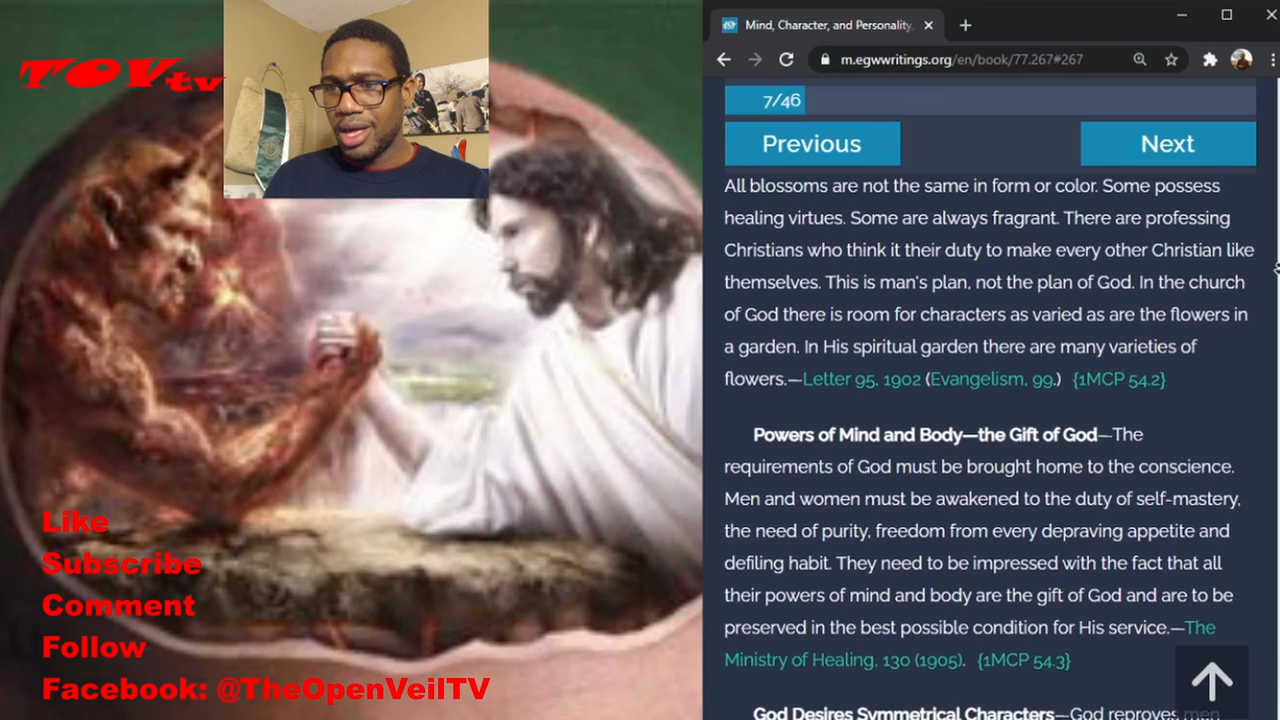 TOVtv
Like
Subscribe
Comment
Follow
Facebook: @TheOpenVeilTV
Mind, Character, and Personality,
m.egwwritings.org/en/book/77.267#267
7/46
Previous
Next
All blossoms are not the same in form or color. Some possess
healing virtues. Some are always fragrant. There are professing
Christians who think it their duty to make every other Christian like
themselves. This is man's plan, not the plan of God. In the church
of God there is room for characters as varied as are the flowers in
a garden. In His spiritual garden there are many varieties of
flowers.—Letter 95, 1902 (Evangelism, 99.) {1MCP 54.2}
Powers of Mind and Body—the Gift of God—The
requirements of God must be brought home to the conscience.
Men and women must be awakened to the duty of self-mastery,
the need of purity, freedom from every depraving appetite and
defiling habit. They need to be impressed with the fact that all
their powers of mind and body are the gift of God and are to be
preserved in the best possible condition for His service.—The
Ministry of Healing, 130 (1905). {1MCP 54.3}
God Desires Symmetrical Characters—God reproves men